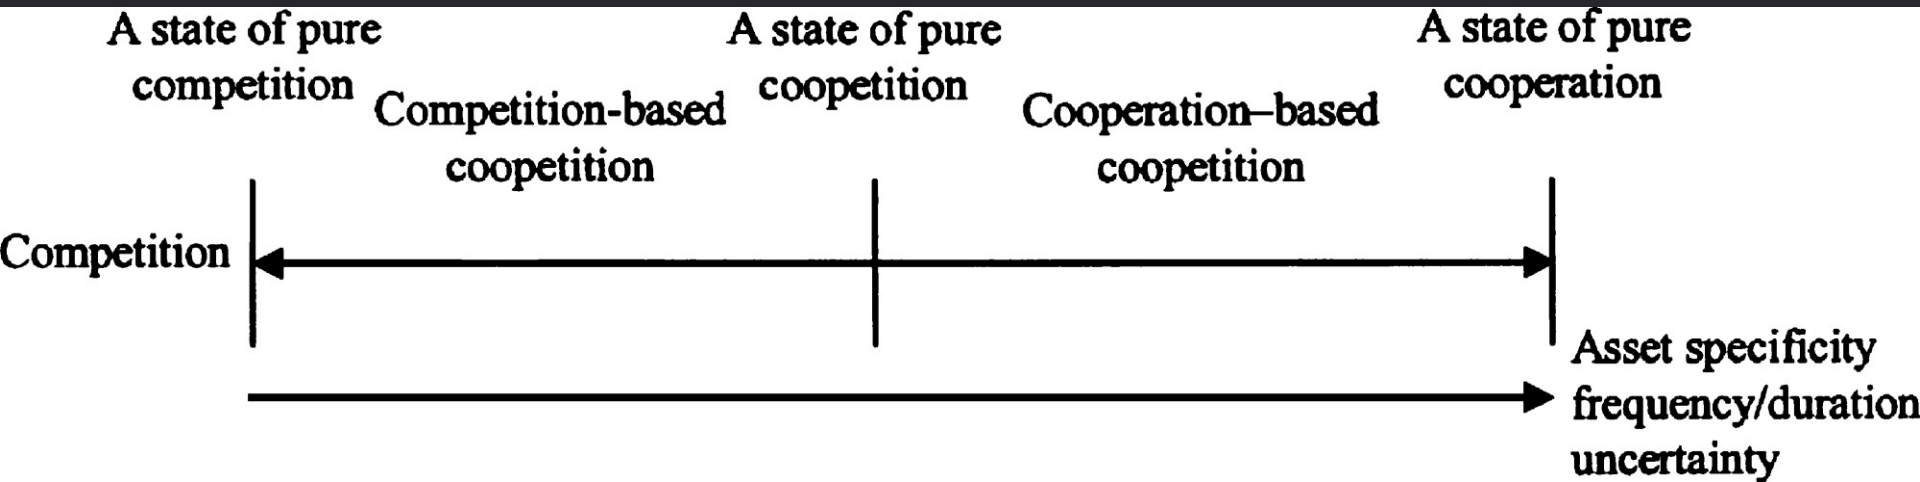 A state of pure
competition
Competition-based
coopetition
A state of pure
coopetition
Cooperation–based
coopetition
A state of pure
cooperation
Competition
Asset specificity
frequency/duration
uncertainty